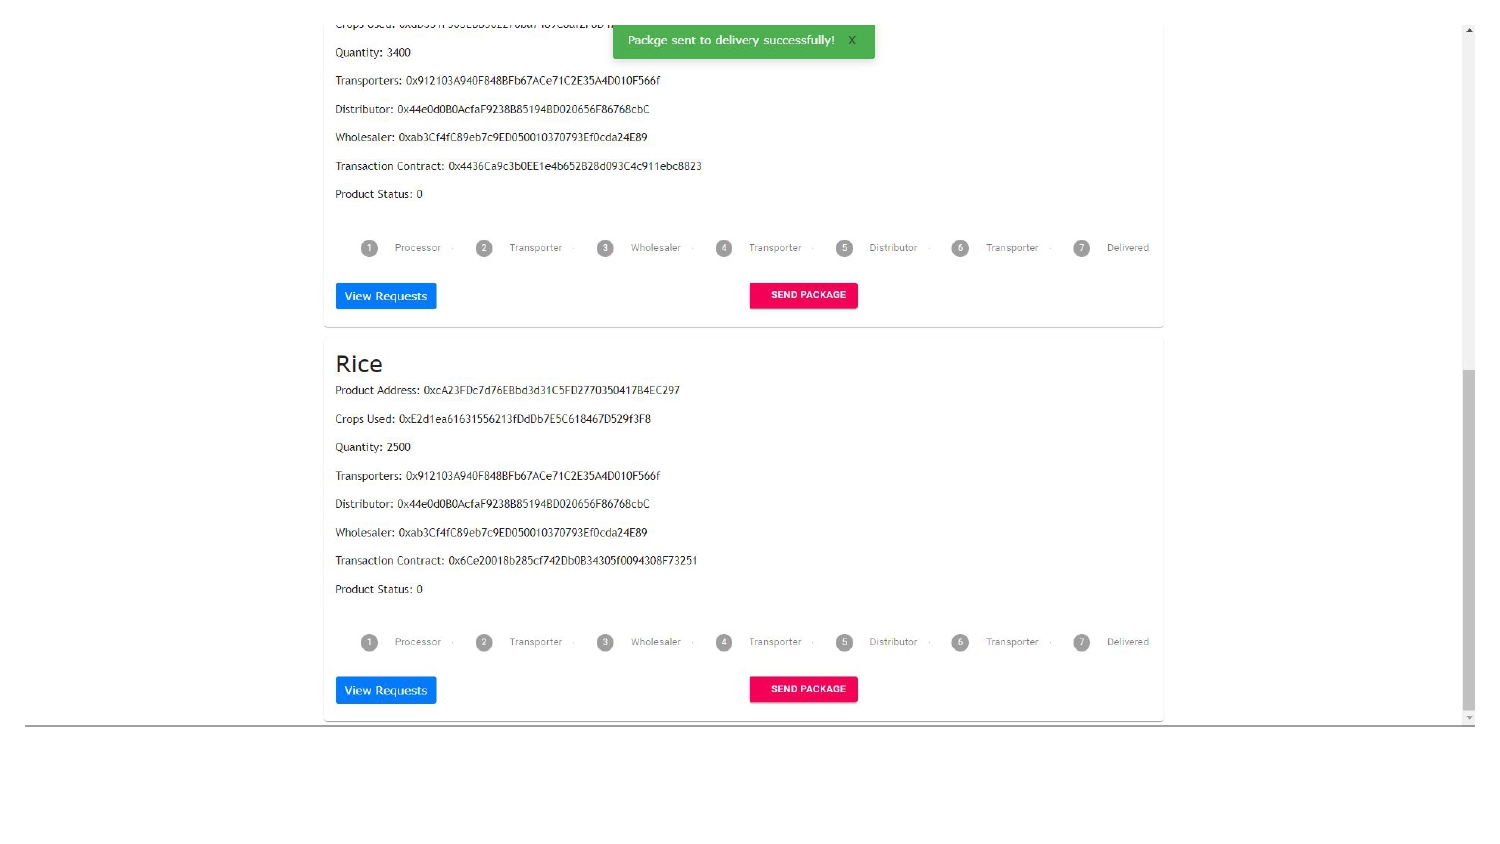 Packge sent to delivery successfully! X
Quantity: 3400
Transporters: 0x912103A940F848BFb67ACe71C2E35A4D010F566f
Distributor: 0x44e0d0B0AcfaF9238B85194BD020656F86768cbC
Wholesaler: 0xab3Cf4fC89eb7c9ED050010370793Ef0cda24E89
Transaction Contract: 0x4436Ca9c3b0EE1e4b652B28d093C4c911ebc8823
Product Status: 0
1 Processor 2 Transporter 3 Wholesaler 4 Transporter 5 Distributor 6 Transporter 7 Delivered
View Requests SEND PACKAGE
Rice
Product Address: 0xcA23FDc7d76EBbd3d31C5FD2770350417B4EC297
Crops Used: 0xE2d1ea61631556213fDdDb7E5C618467D529f3F8
Quantity: 2500
Transporters: 0x912103A940F848BFb67ACe71C2E35A4D010F566f
Distributor: 0x44e0d0B0AcfaF9238B85194BD020656F86768cbC
Wholesaler: 0xab3Cf4fC89eb7c9ED050010370793Ef0cda24E89
Transaction Contract: 0x6Ce20018b285cf742Db0B34305f0094308F73251
Product Status: 0
1 Processor 2 Transporter 3 Wholesaler 4 Transporter 5 Distributor 6 Transporter 7 Delivered
View Requests SEND PACKAGE